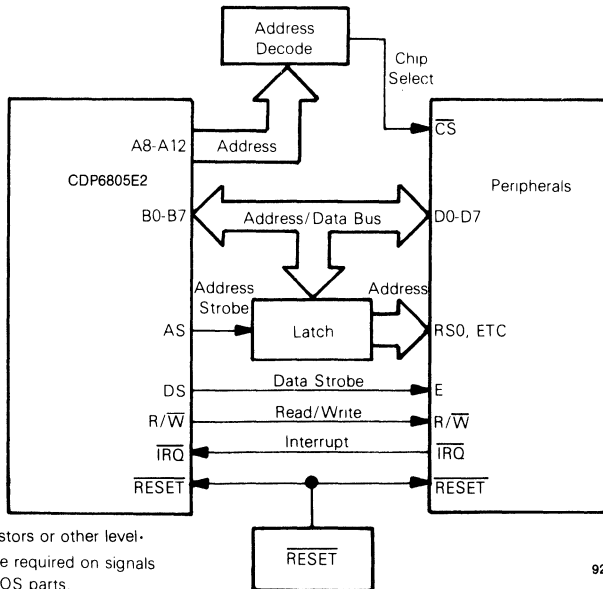 Address
Decode
Chip
Select
A8-A12
Address
CS
CDP6805E2
Peripherals
B0-B7
Address/Data Bus
D0-D7
Address
Strobe
Address
AS
Latch
RS0, ETC
DS
Data Strobe
E
R/W
Read/Write
R/W
IRQ
Interrupt
IRQ
RESET
RESET
stors or other level-
e required on signals
OS parts
RESET
92